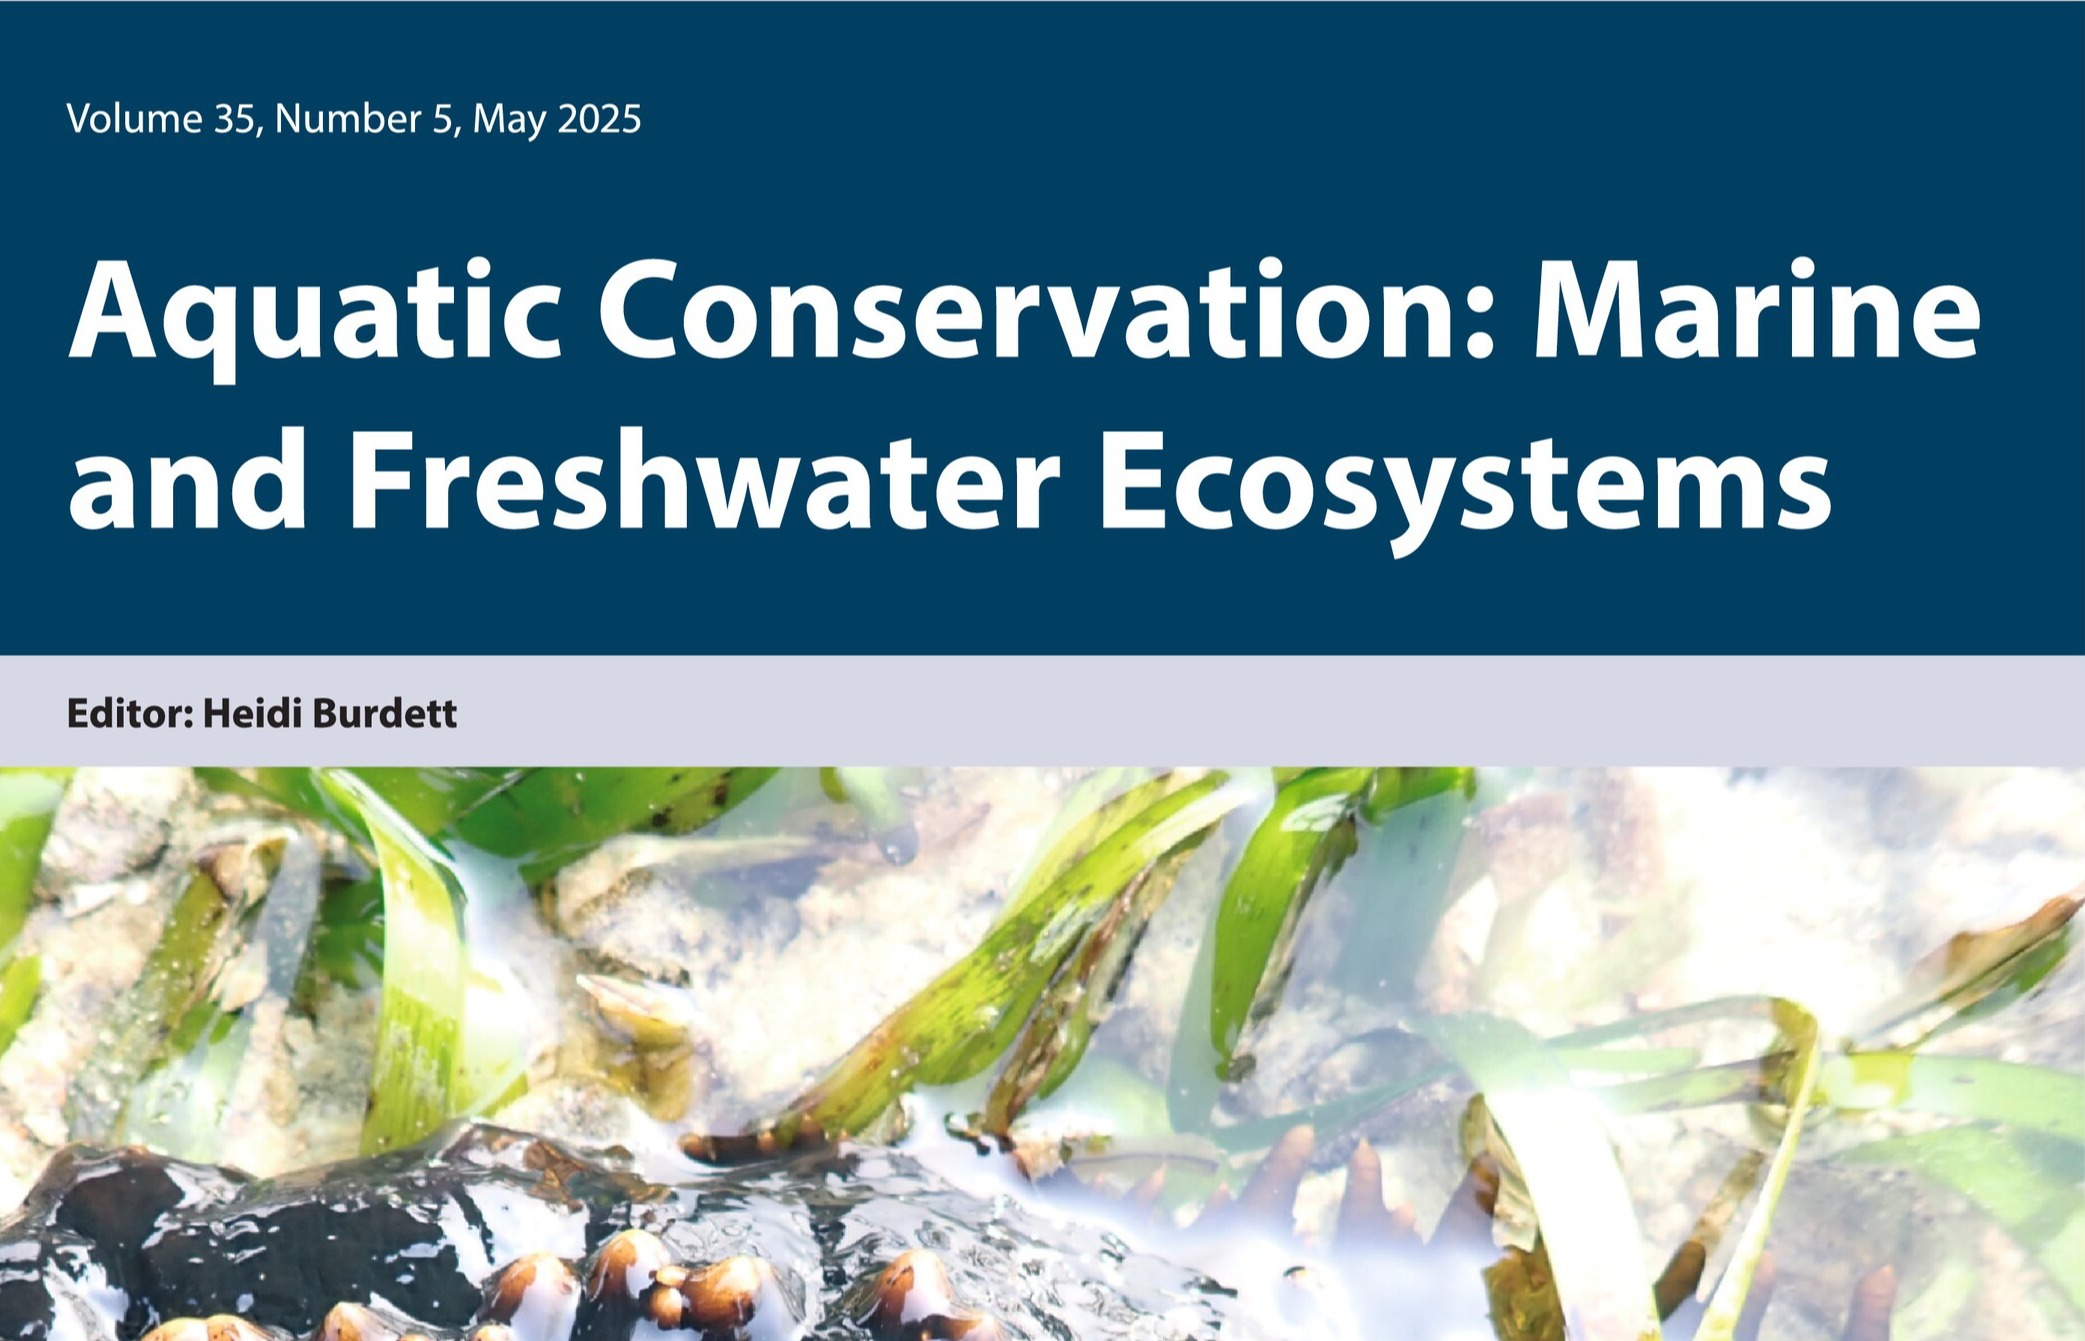 Volume 35, Number 5, May 2025
Aquatic Conservation: Marine
and Freshwater Ecosystems
Editor: Heidi Burdett